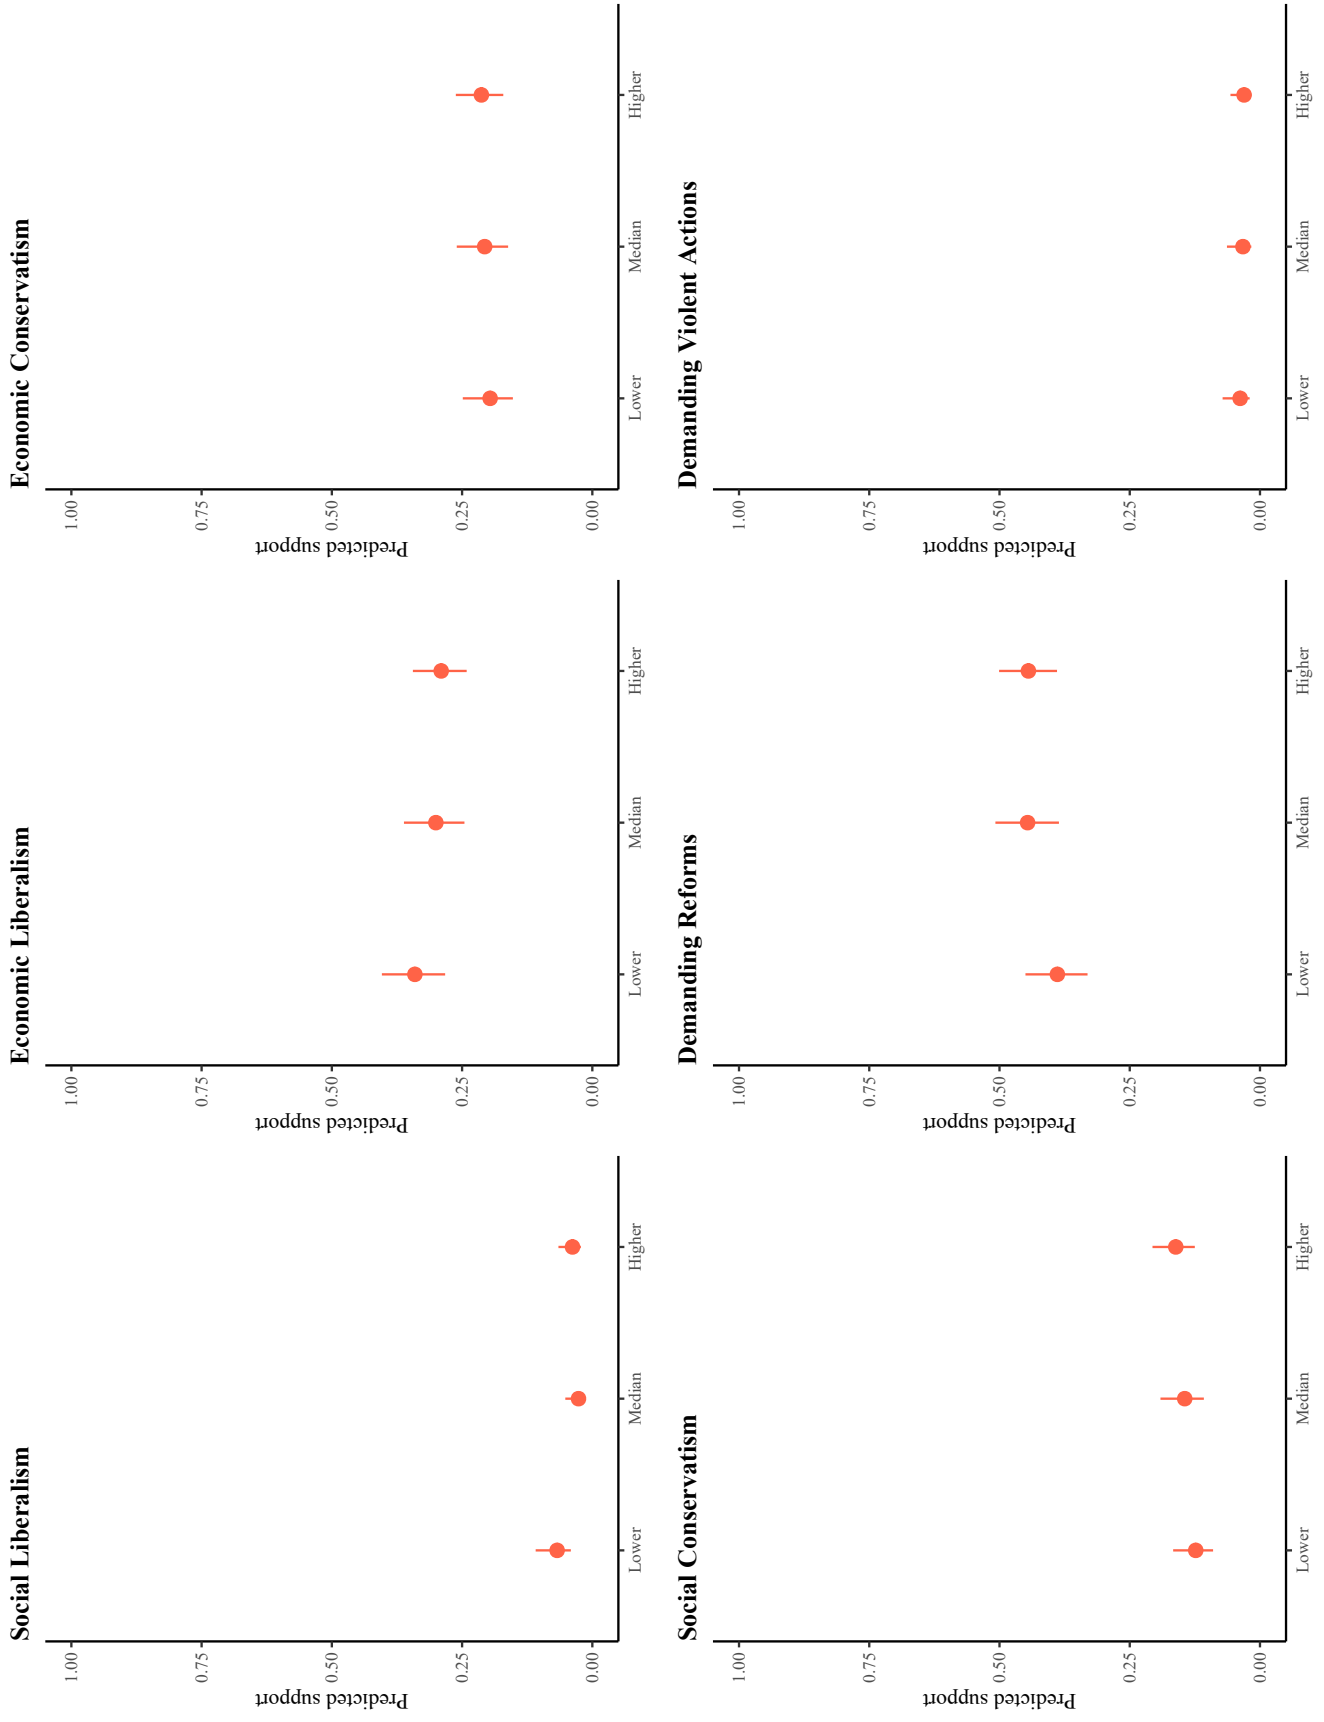 Social Liberalism
Predicted support
1.00
0.75
0.50
0.25
0.00
Lower
Median
Higher
Economic Liberalism
Predicted support
1.00
0.75
0.50
0.25
0.00
Lower
Median
Higher
Economic Conservatism
Predicted support
1.00
0.75
0.50
0.25
0.00
Lower
Median
Higher
Social Conservatism
Predicted support
1.00
0.75
0.50
0.25
0.00
Lower
Median
Higher
Demanding Reforms
Predicted support
1.00
0.75
0.50
0.25
0.00
Lower
Median
Higher
Demanding Violent Actions
Predicted support
1.00
0.75
0.50
0.25
0.00
Lower
Median
Higher